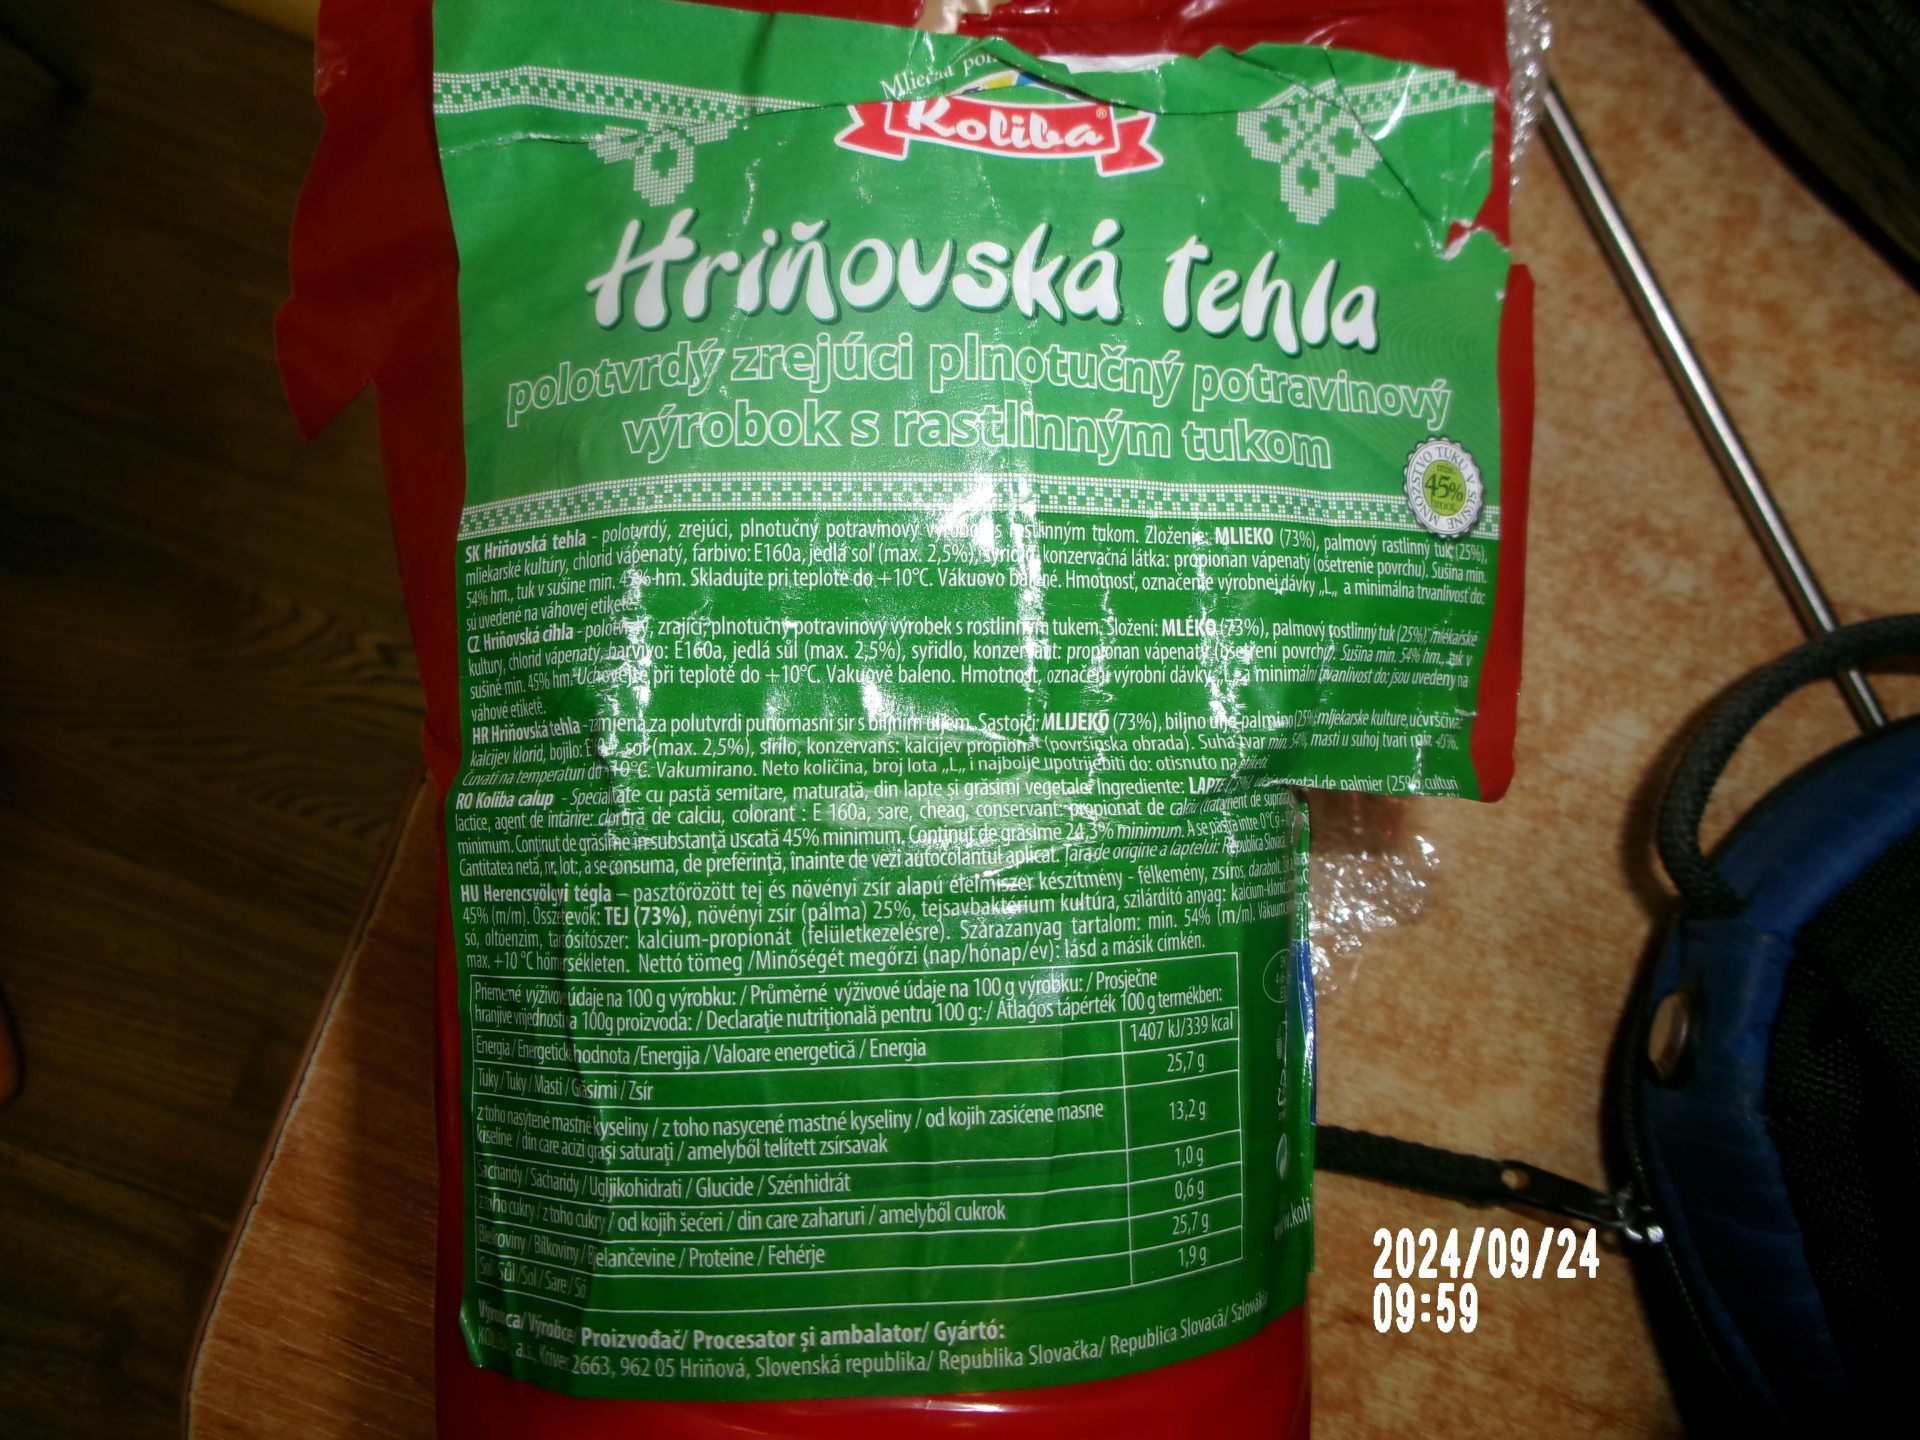 Mliečna
Koliba®
Hriňovská tehla
polotvrdý zrejúci plnotučný potravinový
výrobok s rastlinným tukom
MNOŽSTVO TUKU V SUŠINE
min.
45%
hmot.
SK Hriňovská tehla - polotvrdý, zrejúci, plnotučný potravinový s rastlinným tukom. Zloženie: MLIEKO (73%), palmový rastlinný tuk (25%),
mliekarské kultúry, chlorid vápenatý, farbivo: E160a, jedlá soľ (max. 2,5%), syridlo, konzervačná látka: propionan vápenatý (ošetrenie povrchu). Sušina min.
54% hm., tuk v sušine min. 45% hm. Skladujte pri teplote do +10°C. Vákuovo balené. Hmotnosť, označenie výrobnej dávky „L„ a minimálna trvanlivosť do:
sú uvedené na váhovej etikete.
CZ Hriňovská cihla - zrající, plnotučný potravinový výrobek s rostlinným tukem. Složení: MLÉKO (73%), palmový rostlinný tuk (25%), mlékařské
kultury, chlorid vápenatý, barvivo: E160a, jedlá sůl (max. 2,5%), syřidlo, konzervant: propionan vápenatý (ošetření povrchu). Sušina min. 54% hm., tuk v
sušině min. 45% hm. Uchovejte při teplotě do +10°C. Vakuově baleno. Hmotnost, označení výrobní dávky „L„ a minimální trvanlivost do: jsou uvedeny na
váhové etiketě.
HR Hriňovská tehla - zamjena za polutvrdi punomasni sir s biljnim uljem. Sastojci: MLIJEKO (73%), biljno ulje-palmino (25%), mljekarske kulture, učvršćivač
kalcijev klorid, bojilo: sol (max. 2,5%), sirilo, konzervans: kalcijev propionat (površinska obrada). Suha tvar min. 54%, masti u suhoj tvari min. 45%.
Čuvati na temperaturi do +10°C. Vakumirano. Neto količina, broj lota „L„ i najbolje upotrijebiti do: otisnuto na
RO Koliba calup - Specialitate cu pastă semitare, maturată, din lapte și grăsimi vegetale. Ingrediente: LAPTE vegetal de palmier (25%), culturi
lactice, agent de întărire: clorură de calciu, colorant : E 160a, sare, cheag, conservant: propionat de calciu (tratament de
minimum. Conținut de grăsime în substanță uscată 45% minimum. Conținut de grăsime 24,3% minimum. A se păstra între 0°C și
Cantitatea netă, nr. lot:, a se consuma, de preferință, înainte de vezi autocolantul aplicat. Țara de origine a laptelui: Republica Slovacă
HU Herencsvölgyi tégla – pasztőrözött tej és növényi zsír alapú élelmiszer készítmény - félkemény, zsíros, darabolt.
45% (m/m). Összetevők: TEJ (73%), növényi zsír (pálma) 25%, tejsavbaktérium kultúra, szilárdító anyag: kalcium-klorid,
só, oltóenzim, tartósítószer: kalcium-propionát (felületkezelésre). Szárazanyag tartalom: min. 54% (m/m).
max. +10 °C hőmérsékleten. Nettó tömeg /Minőségét megőrzi (nap/hónap/év): lásd a másik címkén.
Priemerné výživové údaje na 100 g výrobku: / Průměrné výživové údaje na 100 g výrobku: / Prosječne
hranjive vrijednosti a 100g proizvoda: / Declarație nutrițională pentru 100 g: / Átlagos tápérték 100 g termékben:
Energia / Energetická hodnota /Energija / Valoare energetică / Energia 1407 kJ/339 kcal
Tuky / Tuky / Masti / Grăsimi / Zsír 25,7 g
z toho nasýtené mastné kyseliny / z toho nasycené mastné kyseliny / od kojih zasićene masne
kiseline / din care acizi grași saturați / amelyből telített zsírsavak 13,2 g
Sacharidy / Sacharidy / Ugljikohidrati / Glucide / Szénhidrát 1,0 g
z toho cukry / z toho cukry / od kojih šećeri / din care zaharuri / amelyből cukrok 0,6 g
Bielkoviny / Bílkoviny / Bjelančevine / Proteine / Fehérje 25,7 g
Soľ / Sůl /Sol / Sare / Só 1,9 g
Výrobca/ Výrobce/ Proizvođač/ Procesator și ambalator/ Gyártó:
a.s., Kriváň 2663, 962 05 Hriňová, Slovenská republika/ Republika Slovačka/ Republica Slovacă/
2024/09/24
09:59